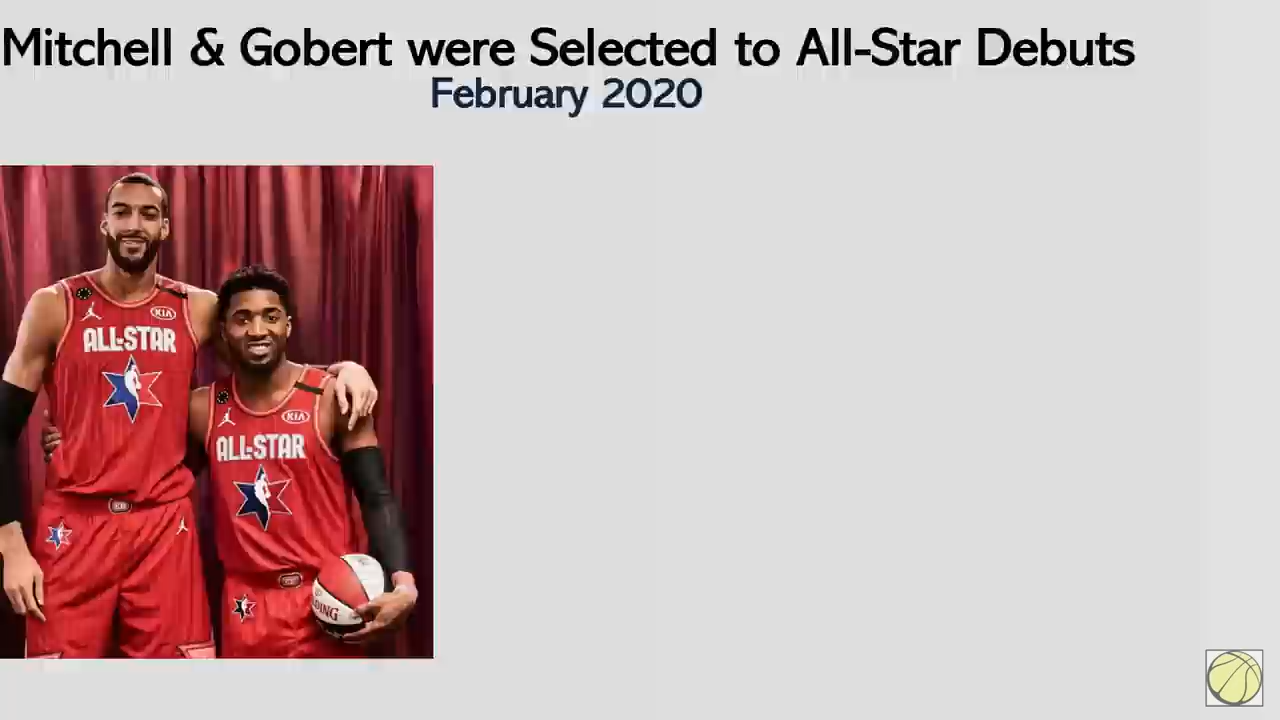 Mitchell & Gobert were Selected to All-Star Debuts
February 2020
KIA
ALL-STAR
KIA
ALL-STAR